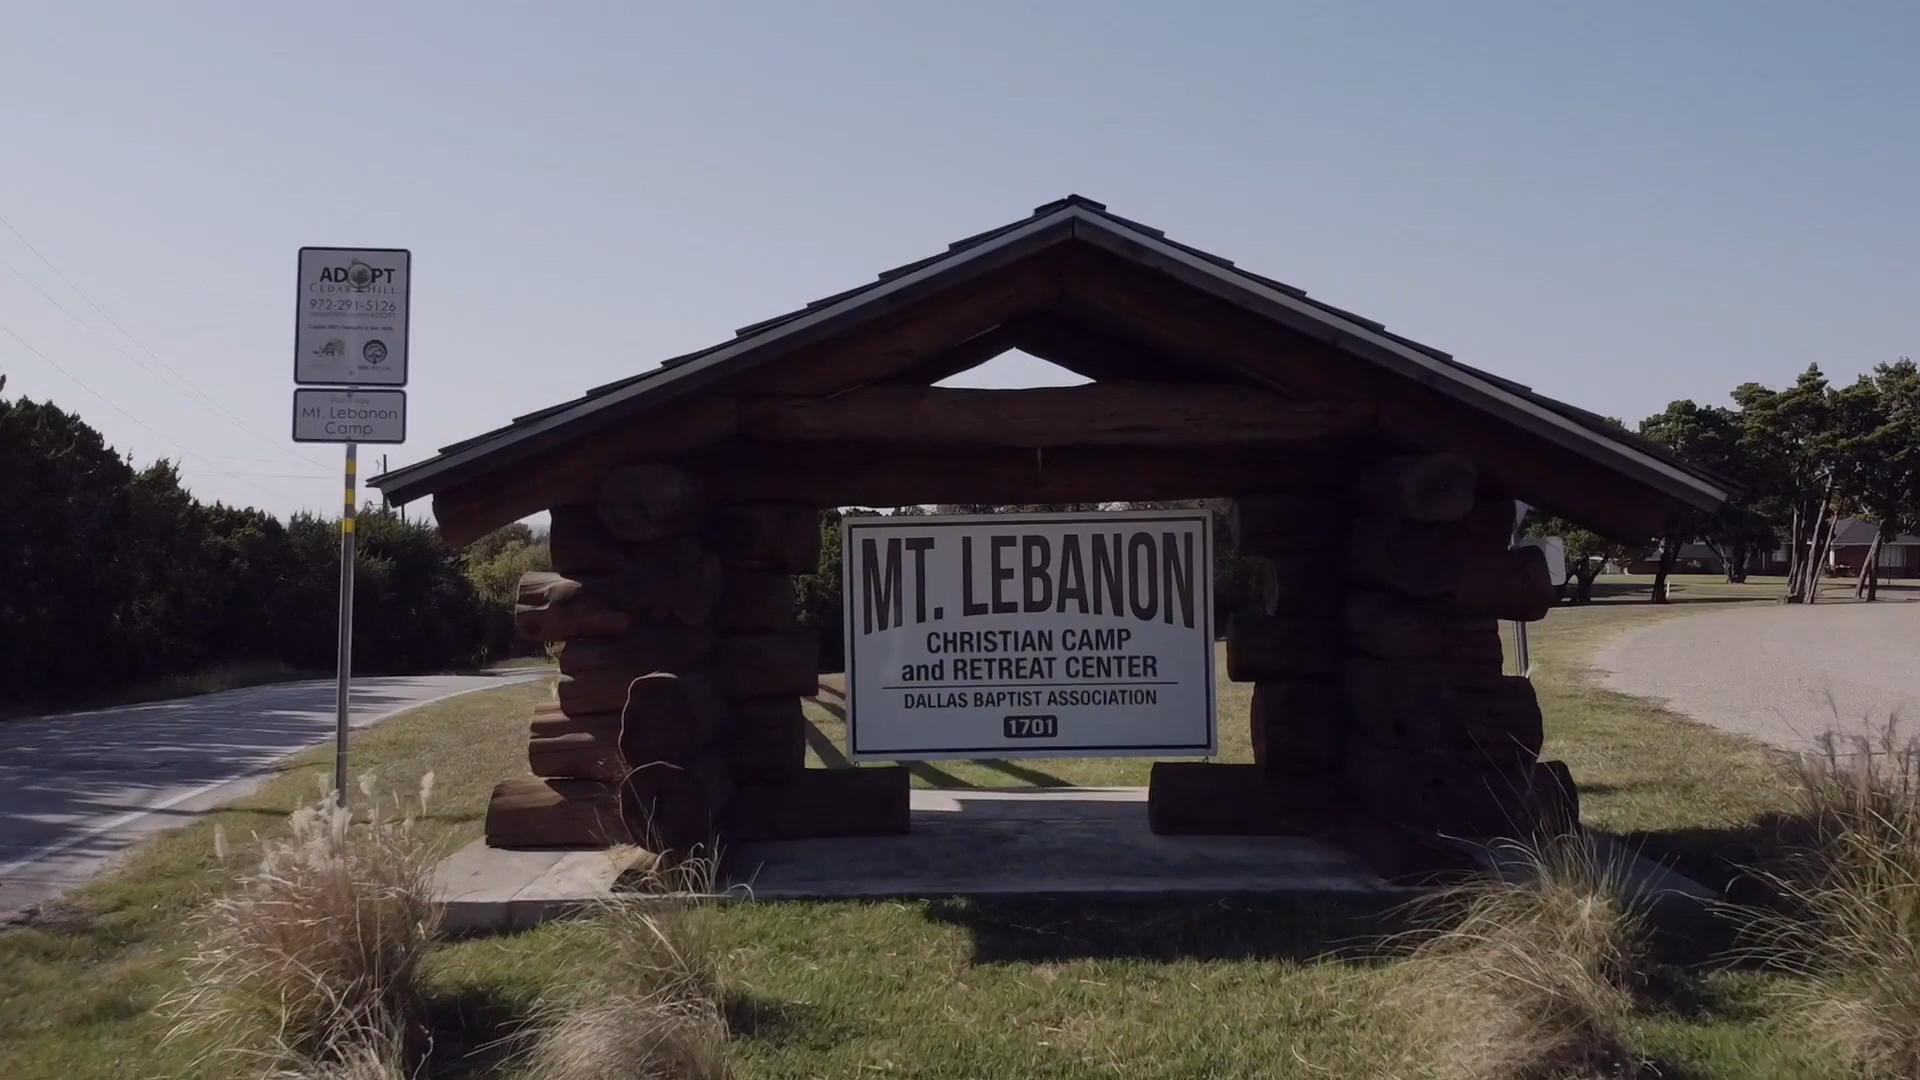 ADOPT
CEDAR HILL
972-291-5126
Mt. Lebanon
Camp
MT. LEBANON
CHRISTIAN CAMP
and RETREAT CENTER
DALLAS BAPTIST ASSOCIATION
1701